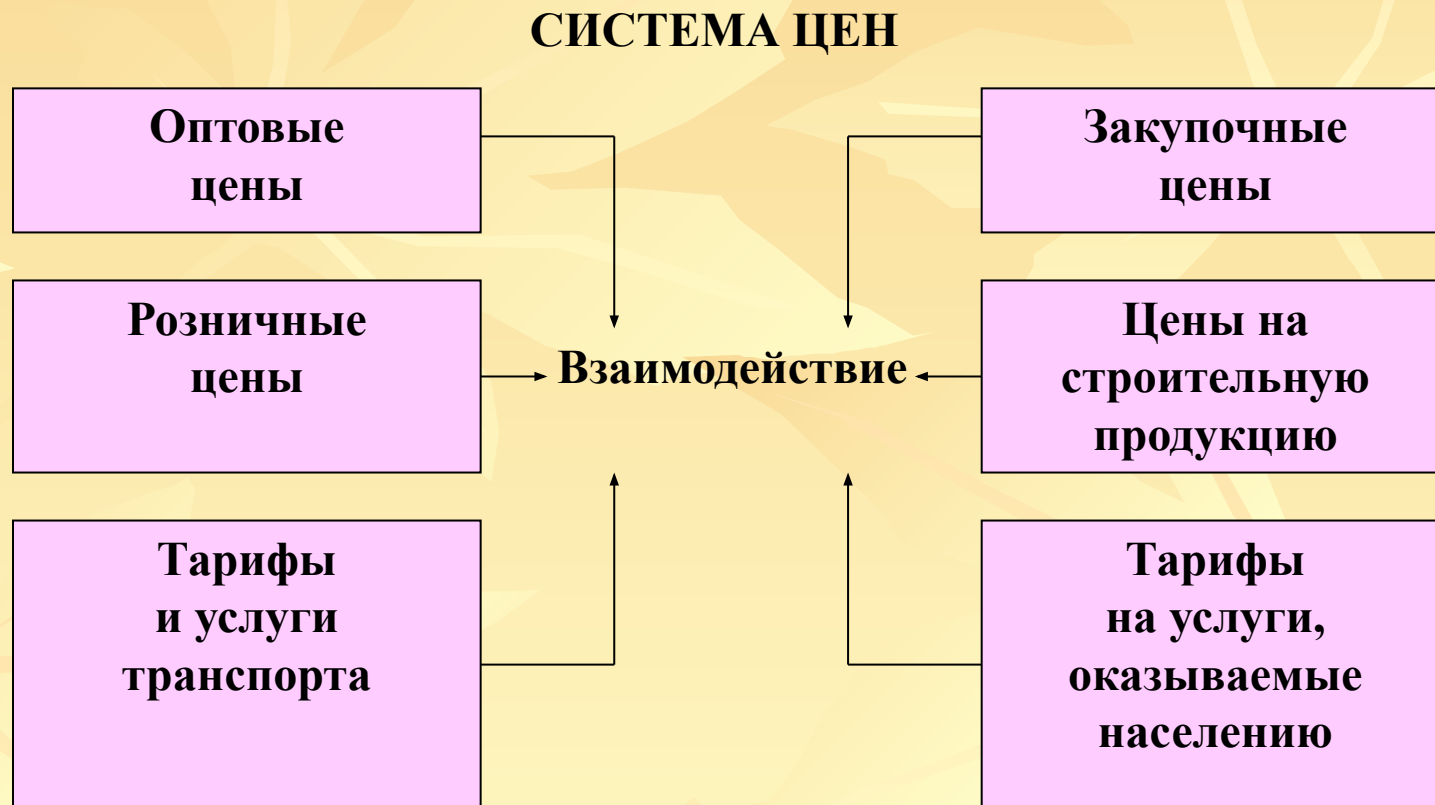 СИСТЕМА ЦЕН
Оптовые
цены
Закупочные
цены
Розничные
цены
Взаимодействие
Цены на
строительную
продукцию
Тарифы
и услуги
транспорта
Тарифы
на услуги,
оказываемые
населению